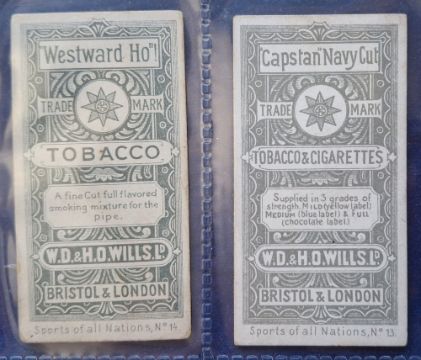 "Westward Ho"!
TRADE MARK
TOBACCO
A fine Cut full flavored
smoking mixture for the
pipe.
W.D.& H.O.WILLS.Ld
BRISTOL & LONDON
Sports of all Nations, No 14.
"Capstan" Navy Cut
TRADE MARK
TOBACCO & CIGARETTES
Supplied in 3 grades of
strength. MILD (yellow label)
MEDIUM (blue label) & FULL
(chocolate label.)
W.D.& H.O.WILLS.Ld
BRISTOL & LONDON
Sports of all Nations, No 13.